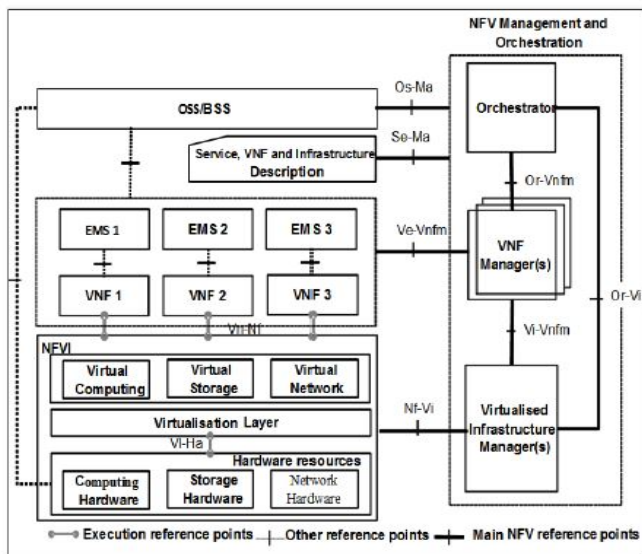 NFV Management and
Orchestration
Os-Ma
OSS/BSS
Orchestrator
Se-Ma
Service, VNF and Infrastructure
Description
Or-Vnfm
EMS 1
EMS 2
EMS 3
Ve-Vnfm
VNF
Manager(s)
VNF 1
VNF 2
VNF 3
Or-Vi
Vn-Nf
Vi-Vnfm
NFVI
Virtual
Computing
Virtual
Storage
Virtual
Network
Nf-Vi
Virtualised
Infrastructure
Manager(s)
Virtualisation Layer
Vl-Ha
Hardware resources
Computing
Hardware
Storage
Hardware
Network
Hardware
Execution reference points
Other reference points
Main NFV reference points